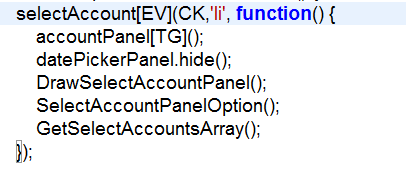 selectAccount[EV](CK,'li', function() {
accountPanel[TG]();
datePickerPanel.hide();
DrawSelectAccountPanel();
SelectAccountPanelOption();
GetSelectAccountsArray();
});